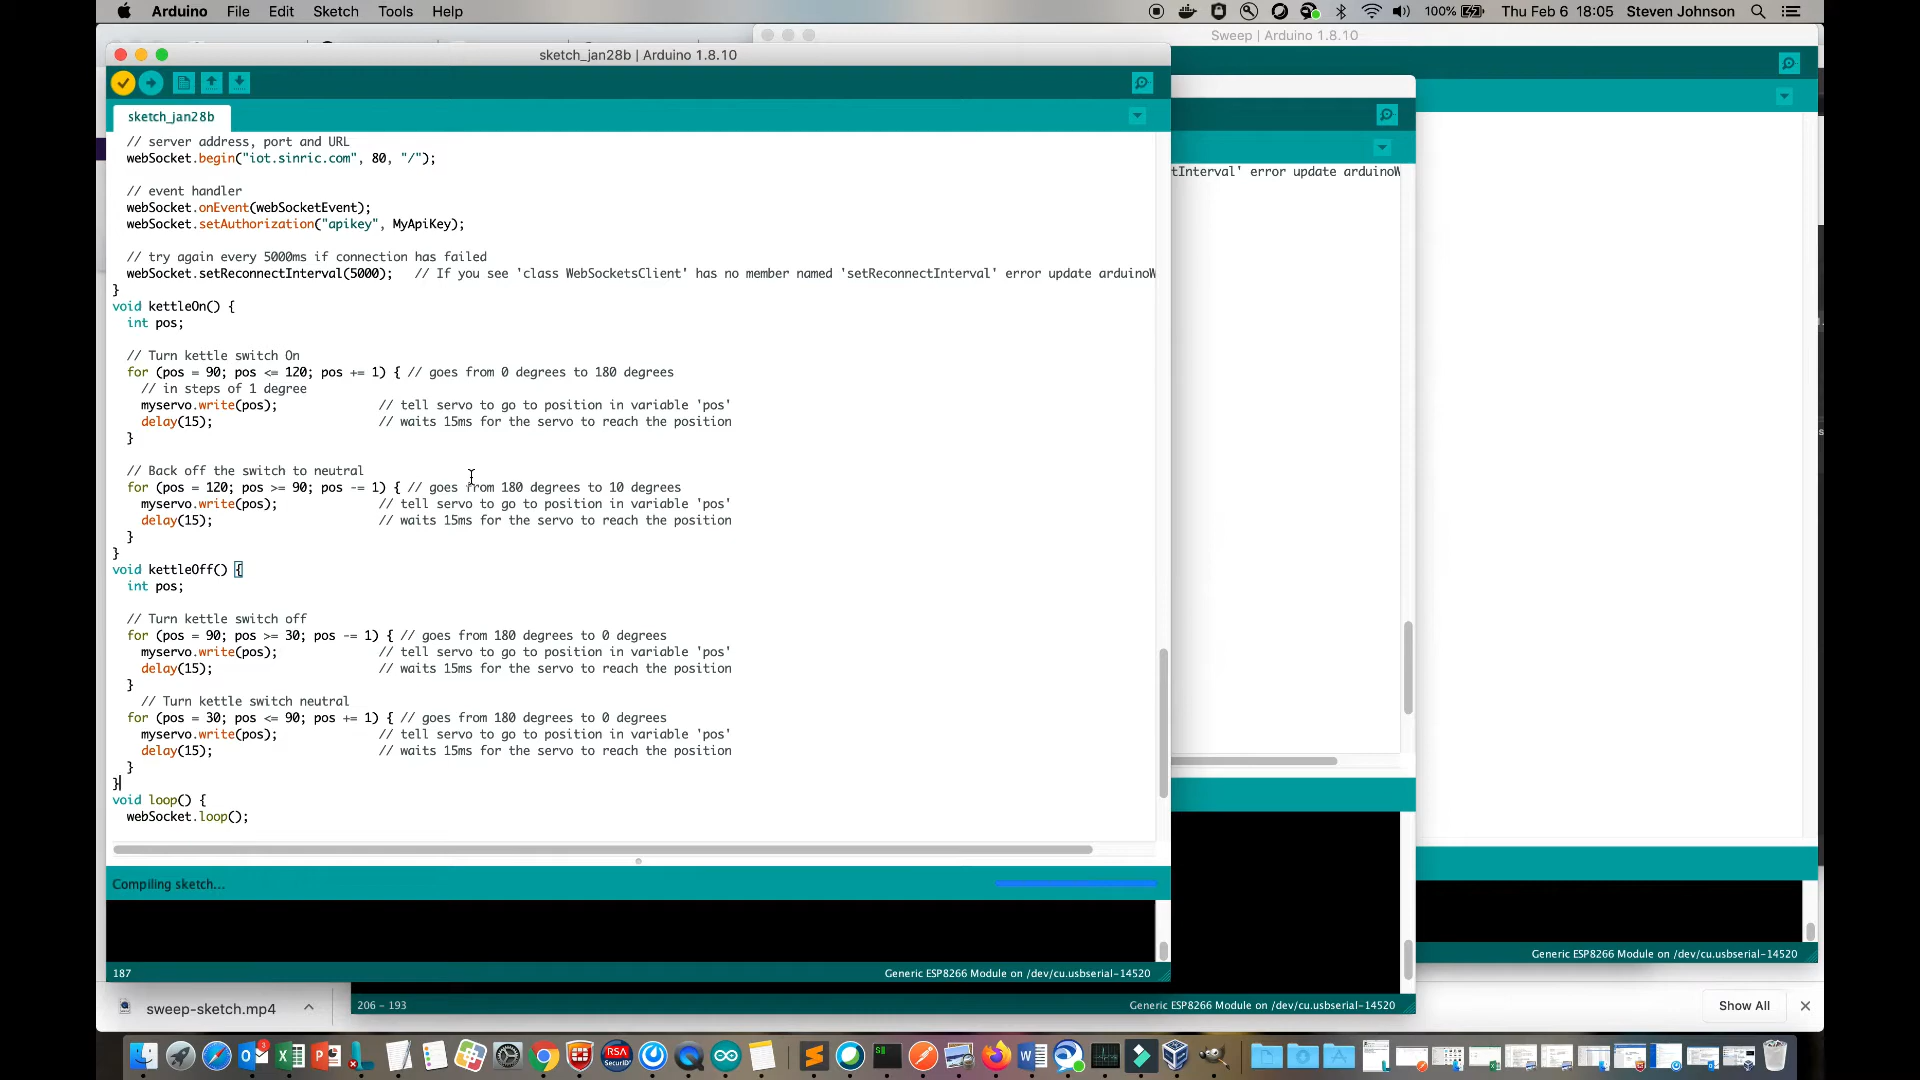 Arduino File Edit Sketch Tools Help 100% Thu Feb 6 18:05 Steven Johnson
Sweep | Arduino 1.8.10
sketch_jan28b | Arduino 1.8.10
sketch_jan28b
// server address, port and URL
webSocket.begin("iot.sinric.com", 80, "/");
tInterval' error update arduinoW
// event handler
webSocket.onEvent(webSocketEvent);
webSocket.setAuthorization("apikey", MyApiKey);
// try again every 5000ms if connection has failed
webSocket.setReconnectInterval(5000); // If you see 'class WebSocketsClient' has no member named 'setReconnectInterval' error update arduinoW
}
void kettleOn() {
int pos;
// Turn kettle switch On
for (pos = 90; pos <= 120; pos += 1) { // goes from 0 degrees to 180 degrees
// in steps of 1 degree
myservo.write(pos); // tell servo to go to position in variable 'pos'
delay(15); // waits 15ms for the servo to reach the position
}
// Back off the switch to neutral
for (pos = 120; pos >= 90; pos -= 1) { // goes from 180 degrees to 10 degrees
myservo.write(pos); // tell servo to go to position in variable 'pos'
delay(15); // waits 15ms for the servo to reach the position
}
}
void kettleOff() {
int pos;
// Turn kettle switch off
for (pos = 90; pos >= 30; pos -= 1) { // goes from 180 degrees to 0 degrees
myservo.write(pos); // tell servo to go to position in variable 'pos'
delay(15); // waits 15ms for the servo to reach the position
}
// Turn kettle switch neutral
for (pos = 30; pos <= 90; pos += 1) { // goes from 180 degrees to 0 degrees
myservo.write(pos); // tell servo to go to position in variable 'pos'
delay(15); // waits 15ms for the servo to reach the position
}
}
void loop() {
webSocket.loop();
Compiling sketch...
187 Generic ESP8266 Module on /dev/cu.usbserial-14520
Generic ESP8266 Module on /dev/cu.usbserial-14520
206 - 193 Generic ESP8266 Module on /dev/cu.usbserial-14520
sweep-sketch.mp4
Show All
3
RSA
SecurID